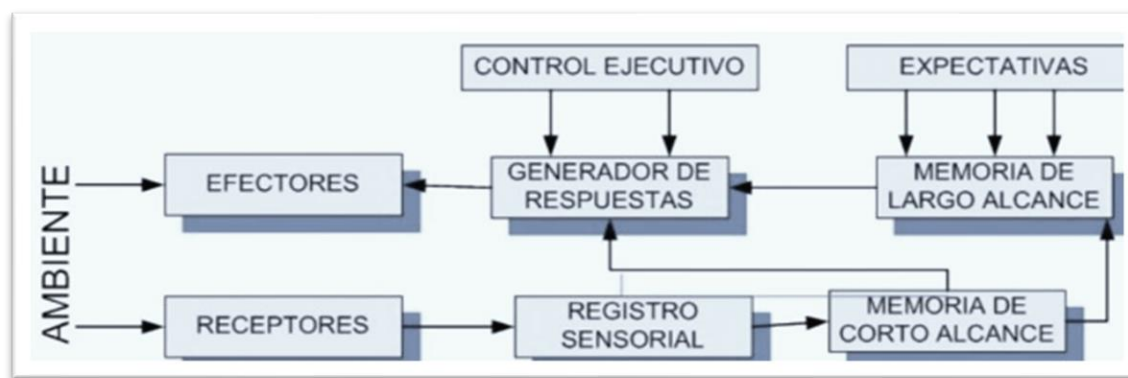 CONTROL EJECUTIVO
EXPECTATIVAS
AMBIENTE
EFECTORES
GENERADOR DE
RESPUESTAS
MEMORIA DE
LARGO ALCANCE
RECEPTORES
REGISTRO
SENSORIAL
MEMORIA DE
CORTO ALCANCE